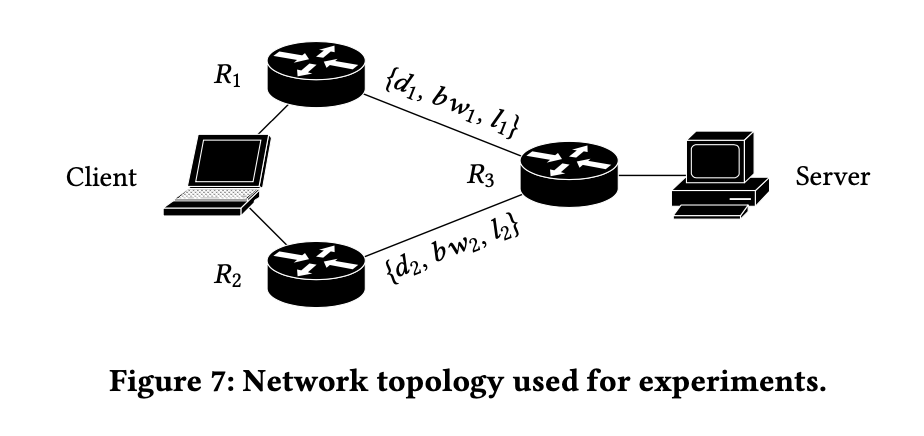 R1
{d1, bw1, l1}
Client
R3
Server
{d2, bw2, l2}
R2
Figure 7: Network topology used for experiments.